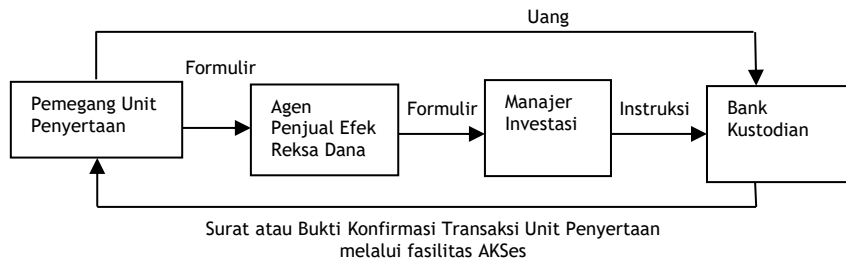 Uang
Formulir
Pemegang Unit
Penyertaan
Agen
Penjual Efek
Reksa Dana
Formulir
Manajer
Investasi
Instruksi
Bank
Kustodian
Surat atau Bukti Konfirmasi Transaksi Unit Penyertaan
melalui fasilitas AKSes